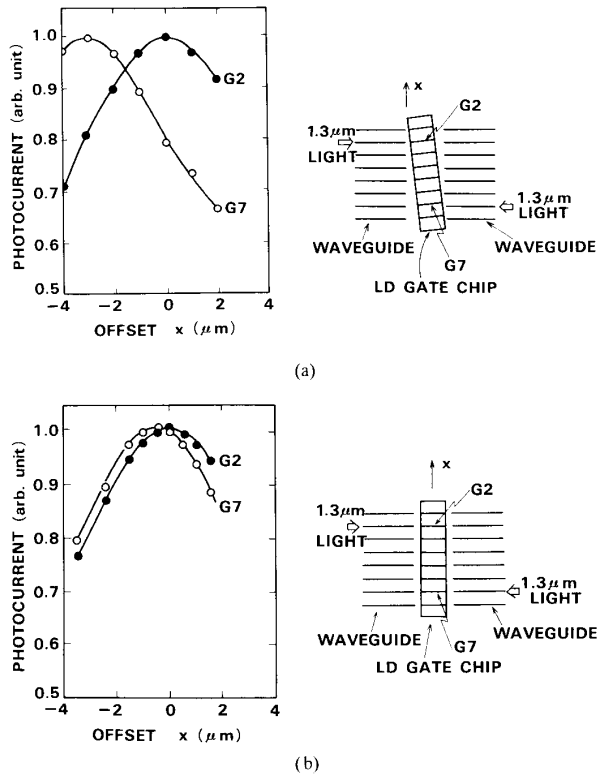 PHOTOCURRENT (arb. unit)
1.0
0.9
0.8
0.7
0.6
0.5
-4
-2
0
2
4
OFFSET x (μm)
G2
G7
x
G2
1.3μm
LIGHT
1.3μm
LIGHT
WAVEGUIDE
WAVEGUIDE
G7
LD GATE CHIP
(a)
PHOTOCURRENT (arb. unit)
1.0
0.9
0.8
0.7
0.6
0.5
-4
-2
0
2
4
OFFSET x (μm)
G2
G7
x
G2
1.3μm
LIGHT
1.3μm
LIGHT
WAVEGUIDE
WAVEGUIDE
G7
LD GATE CHIP
(b)